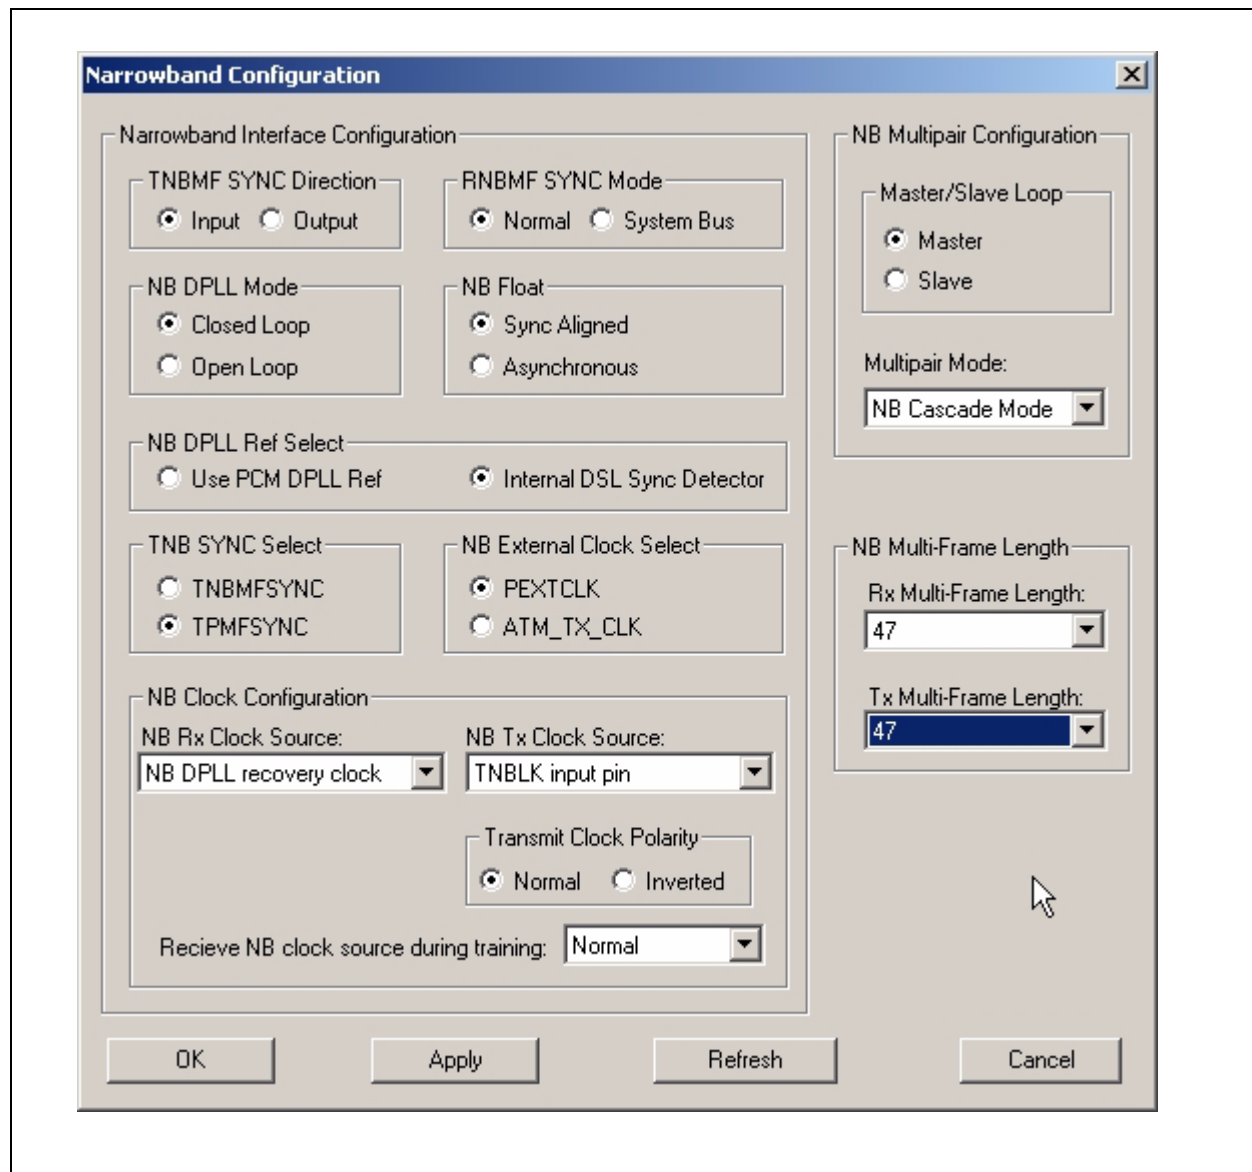 Narrowband Configuration
Narrowband Interface Configuration
TNBMF SYNC Direction
Input Output
RNBMF SYNC Mode
Normal System Bus
NB DPLL Mode
Closed Loop
Open Loop
NB Float
Sync Aligned
Asynchronous
NB DPLL Ref Select
Use PCM DPLL Ref Internal DSL Sync Detector
TNB SYNC Select
TNBMFSYNC
TPMFSYNC
NB External Clock Select
PEXTCLK
ATM_TX_CLK
NB Clock Configuration
NB Rx Clock Source:
NB DPLL recovery clock
NB Tx Clock Source:
TNBLK input pin
Transmit Clock Polarity
Normal Inverted
Recieve NB clock source during training: Normal
NB Multipair Configuration
Master/Slave Loop
Master
Slave
Multipair Mode:
NB Cascade Mode
NB Multi-Frame Length
Rx Multi-Frame Length:
47
Tx Multi-Frame Length:
47
OK Apply Refresh Cancel